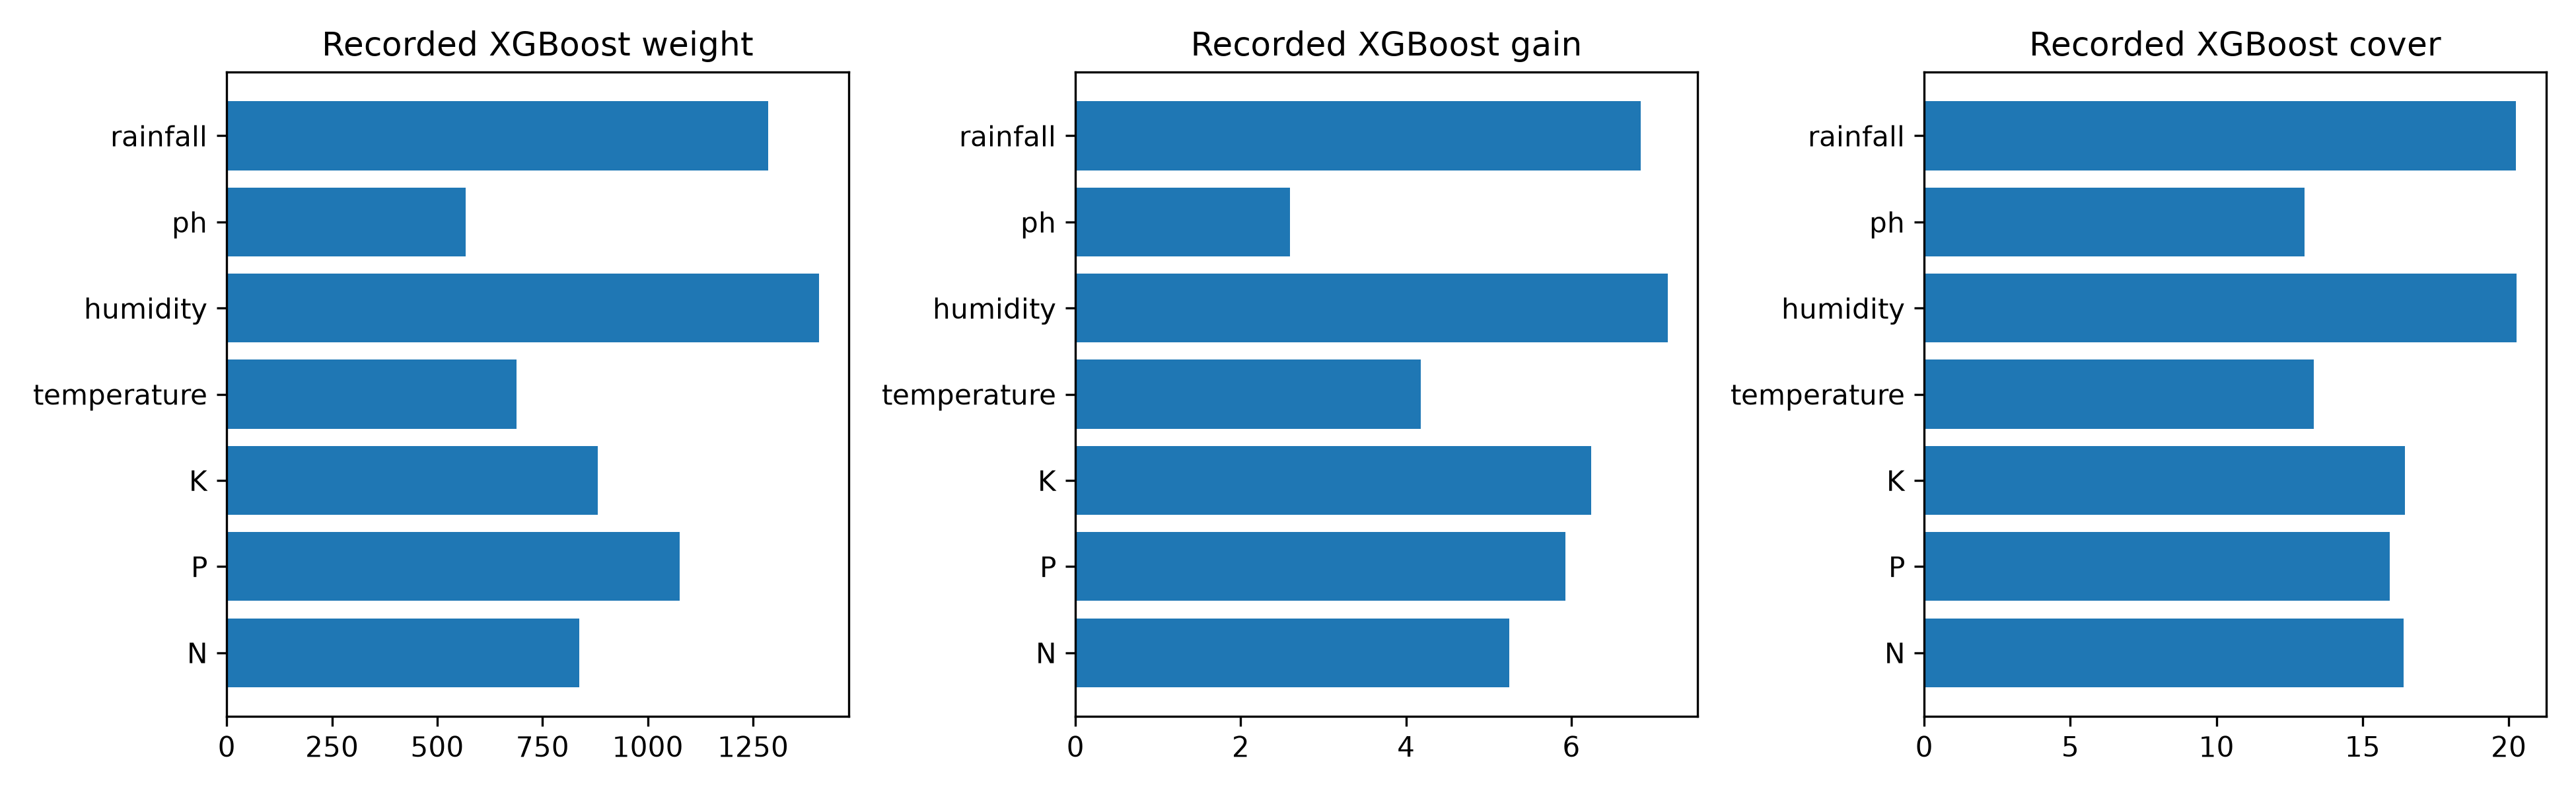 Recorded XGBoost weight
rainfall
ph
humidity
temperature
K
P
N
0 250 500 750 1000 1250
Recorded XGBoost gain
rainfall
ph
humidity
temperature
K
P
N
0 2 4 6
Recorded XGBoost cover
rainfall
ph
humidity
temperature
K
P
N
0 5 10 15 20